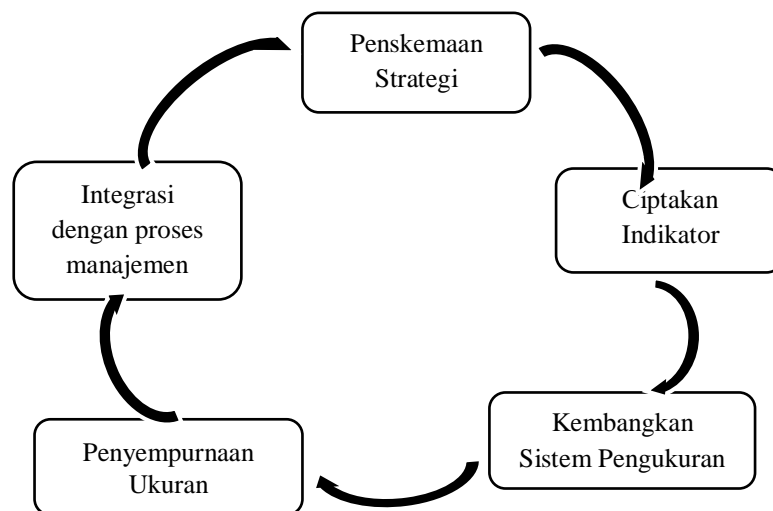 Penskemaan
Strategi
Ciptakan
Indikator
Kembangkan
Sistem Pengukuran
Penyempurnaan
Ukuran
Integrasi
dengan proses
manajemen